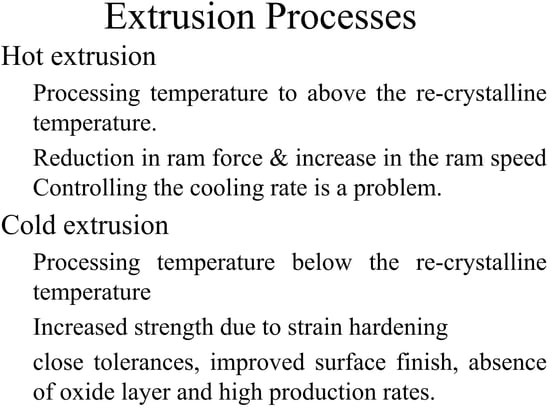 Extrusion Processes
Hot extrusion
Processing temperature to above the re-crystalline
temperature.
Reduction in ram force & increase in the ram speed
Controlling the cooling rate is a problem.
Cold extrusion
Processing temperature below the re-crystalline
temperature
Increased strength due to strain hardening
close tolerances, improved surface finish, absence
of oxide layer and high production rates.